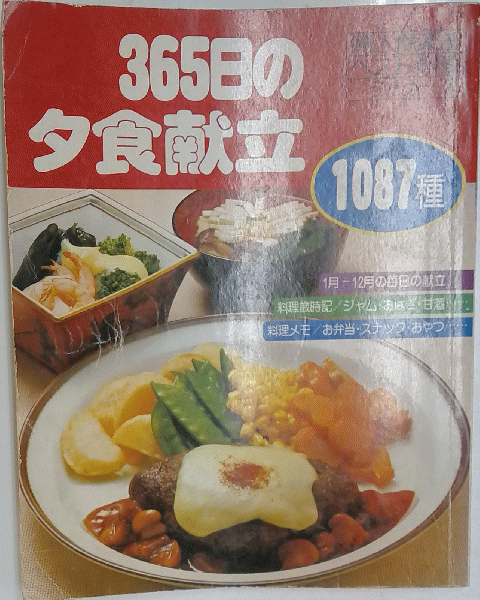 365日の
夕食献立
1087種
1月~12月の毎日の献立
料理歳時記/ジャム・おはぎ・甘酒……
料理メモ/お弁当・スナック・おやつ……